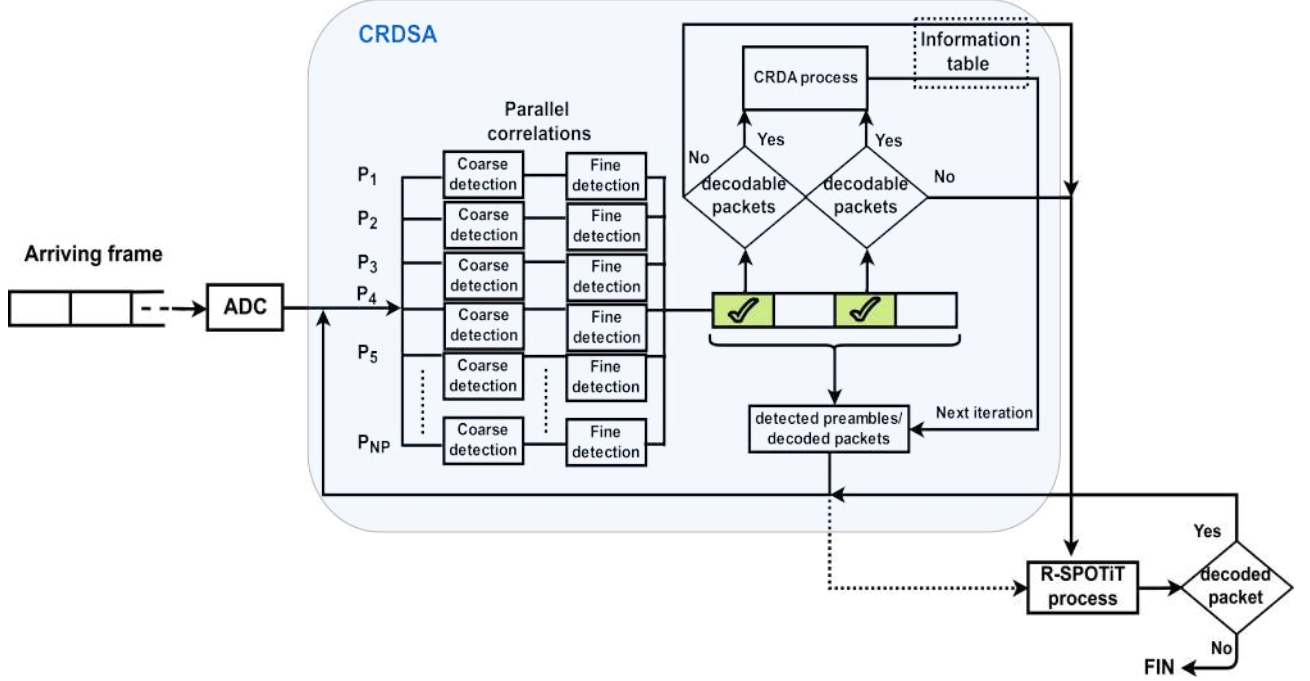 CRDSA
Information
table
CRDA process
Parallel
correlations
Yes
Yes
No
No
P1
Coarse
detection
Fine
detection
decodable
packets
decodable
packets
P2
Coarse
detection
Fine
detection
Arriving frame
P3
Coarse
detection
Fine
detection
ADC
P4
Coarse
detection
Fine
detection
P5
Coarse
detection
Fine
detection
detected preambles/
decoded packets
Next iteration
PNP
Coarse
detection
Fine
detection
Yes
R-SPOTiT
process
decoded
packet
No
FIN